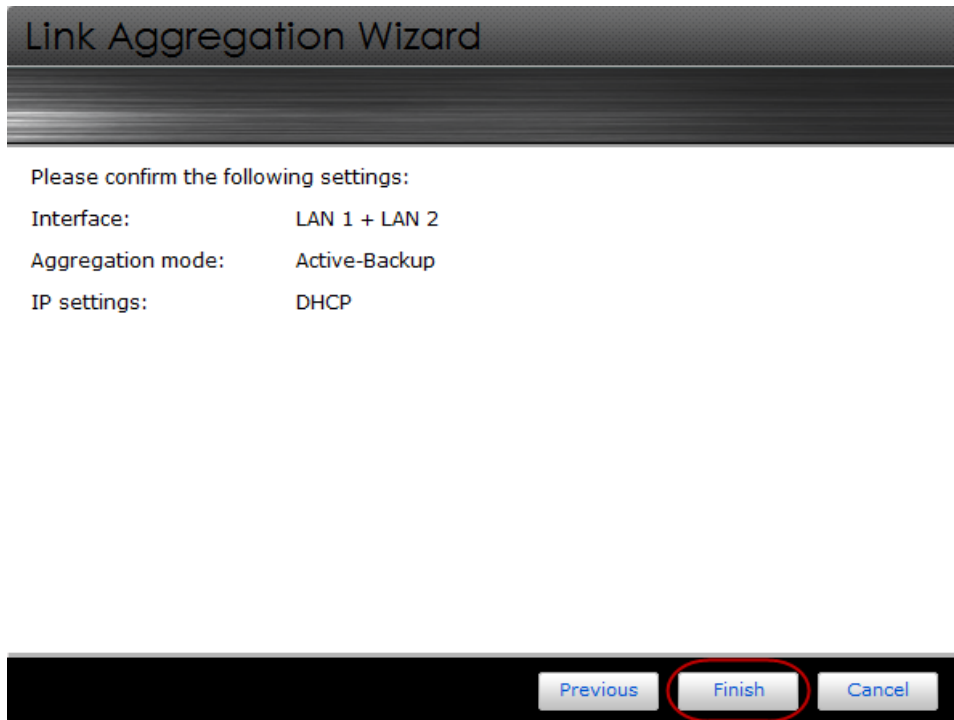 Link Aggregation Wizard
Please confirm the following settings:
Interface: LAN 1 + LAN 2
Aggregation mode: Active-Backup
IP settings: DHCP
Previous Finish Cancel